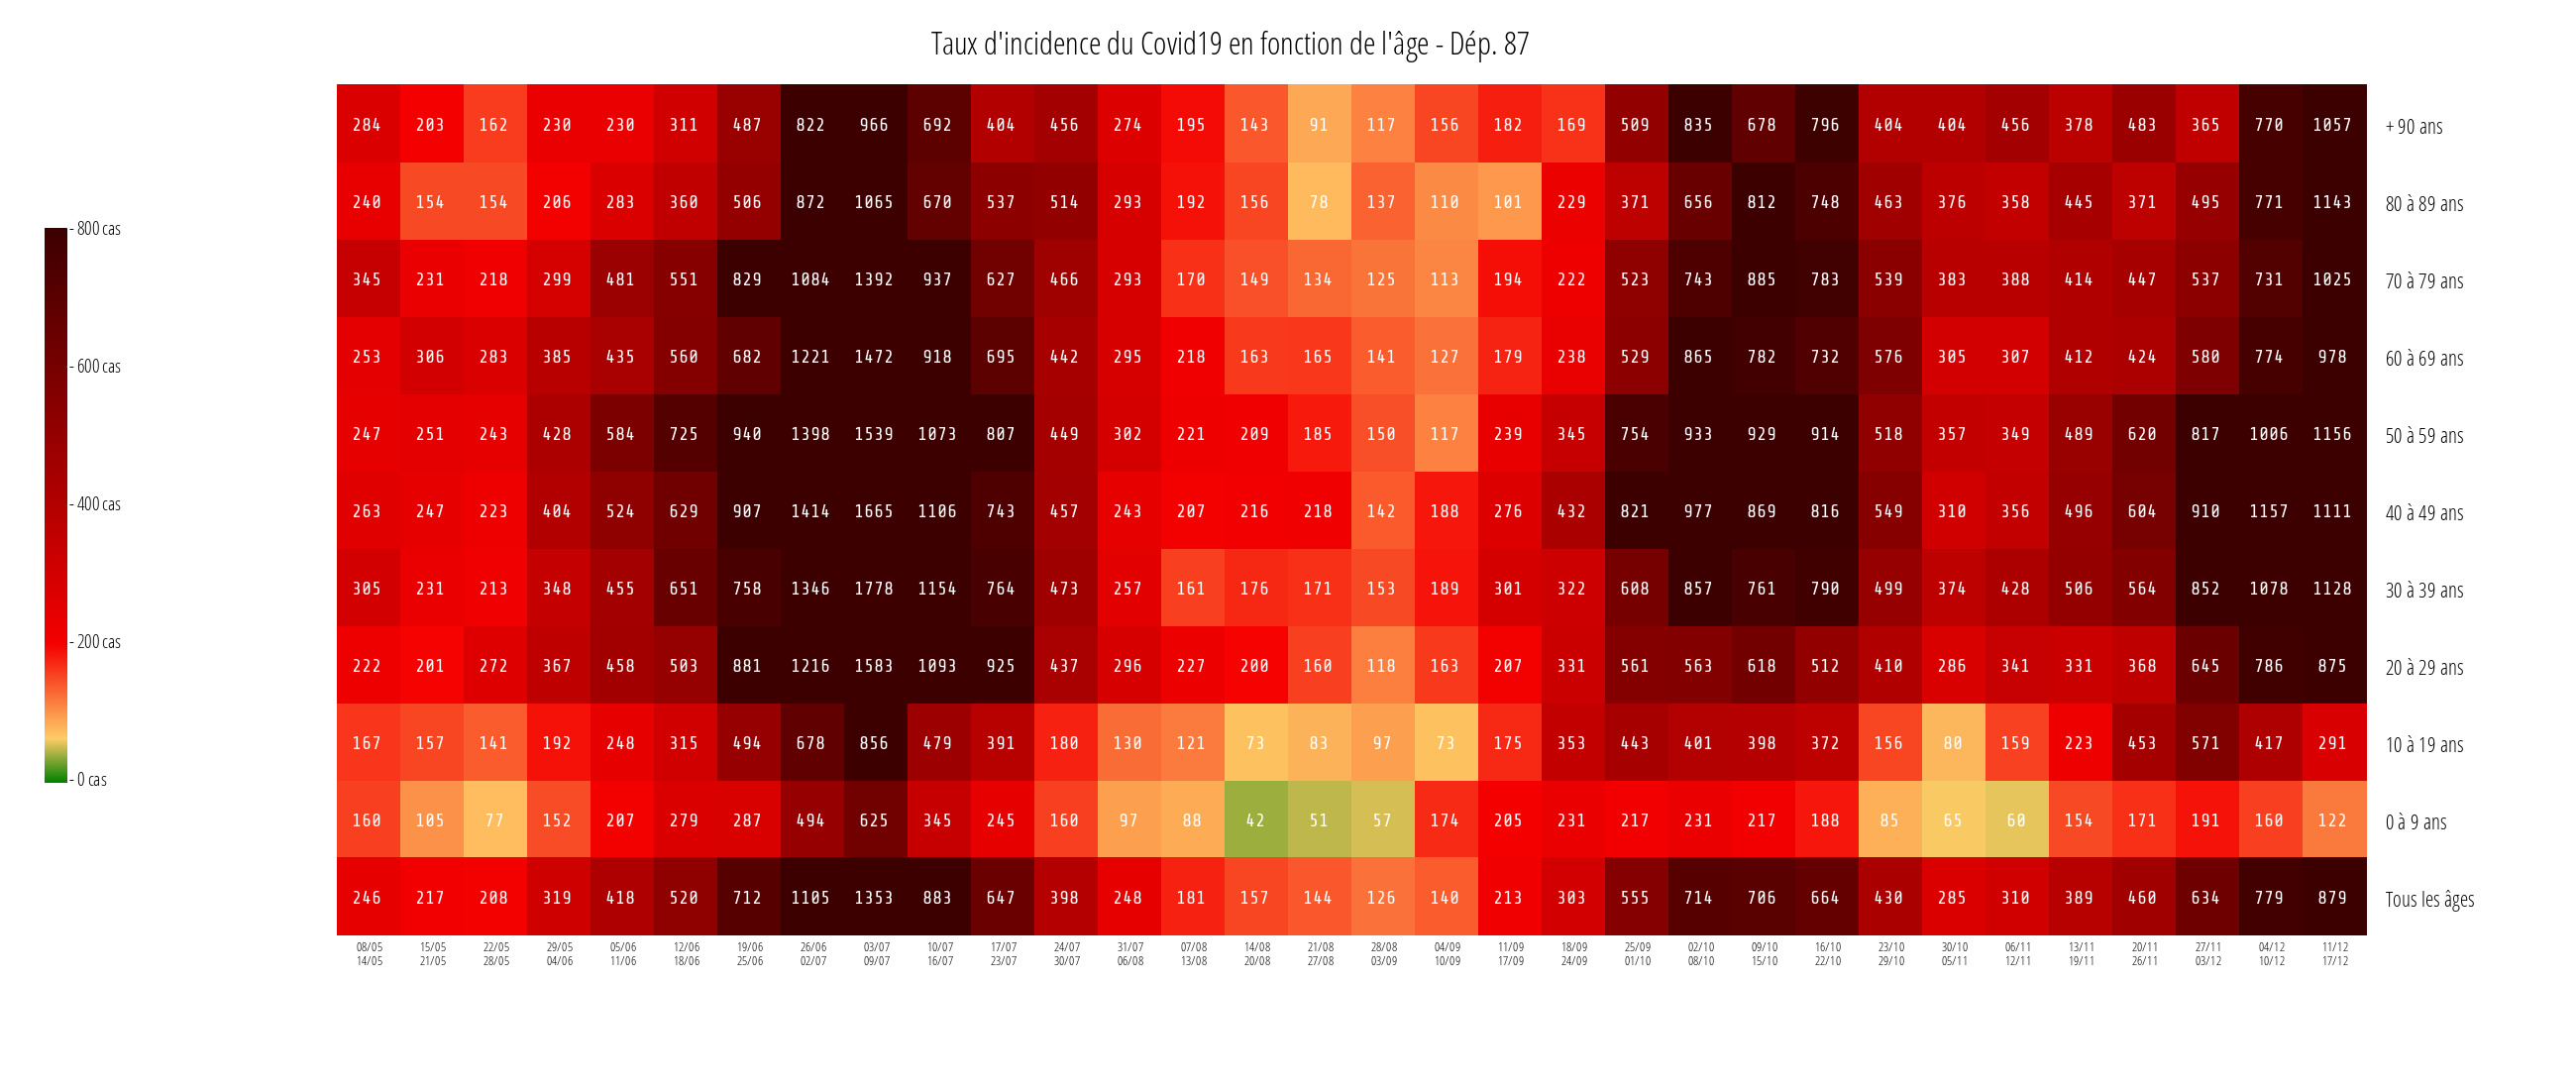 Taux d'incidence du Covid19 en fonction de l'âge - Dép. 87
- 800 cas
- 600 cas
- 400 cas
- 200 cas
- 0 cas
284 203 162 230 230 311 487 822 966 692 404 456 274 195 143 91 117 156 182 169 509 835 678 796 404 404 456 378 483 365 770 1057 + 90 ans
240 154 154 206 283 360 506 872 1065 670 537 514 293 192 156 78 137 110 101 229 371 656 812 748 463 376 358 445 371 495 771 1143 80 à 89 ans
345 231 218 299 481 551 829 1084 1392 937 627 466 293 170 149 134 125 113 194 222 523 743 885 783 539 383 388 414 447 537 731 1025 70 à 79 ans
253 306 283 385 435 560 682 1221 1472 918 695 442 295 218 163 165 141 127 179 238 529 865 782 732 576 305 307 412 424 580 774 978 60 à 69 ans
247 251 243 428 584 725 940 1398 1539 1073 807 449 302 221 209 185 150 117 239 345 754 933 929 914 518 357 349 489 620 817 1006 1156 50 à 59 ans
263 247 223 404 524 629 907 1414 1665 1106 743 457 243 207 216 218 142 188 276 432 821 977 869 816 549 310 356 496 604 910 1157 1111 40 à 49 ans
305 231 213 348 455 651 758 1346 1778 1154 764 473 257 161 176 171 153 189 301 322 608 857 761 790 499 374 428 506 564 852 1078 1128 30 à 39 ans
222 201 272 367 458 503 881 1216 1583 1093 925 437 296 227 200 160 118 163 207 331 561 563 618 512 410 286 341 331 368 645 786 875 20 à 29 ans
167 157 141 192 248 315 494 678 856 479 391 180 130 121 73 83 97 73 175 353 443 401 398 372 156 80 159 223 453 571 417 291 10 à 19 ans
160 105 77 152 207 279 287 494 625 345 245 160 97 88 42 51 57 174 205 231 217 231 217 188 85 65 60 154 171 191 160 122 0 à 9 ans
246 217 208 319 418 520 712 1105 1353 883 647 398 248 181 157 144 126 140 213 303 555 714 706 664 430 285 310 389 460 634 779 879 Tous les âges
08/05 15/05 22/05 29/05 05/06 12/06 19/06 26/06 03/07 10/07 17/07 24/07 31/07 07/08 14/08 21/08 28/08 04/09 11/09 18/09 25/09 02/10 09/10 16/10 23/10 30/10 06/11 13/11 20/11 27/11 04/12 11/12
14/05 21/05 28/05 04/06 11/06 18/06 25/06 02/07 09/07 16/07 23/07 30/07 06/08 13/08 20/08 27/08 03/09 10/09 17/09 24/09 01/10 08/10 15/10 22/10 29/10 05/11 12/11 19/11 26/11 03/12 10/12 17/12